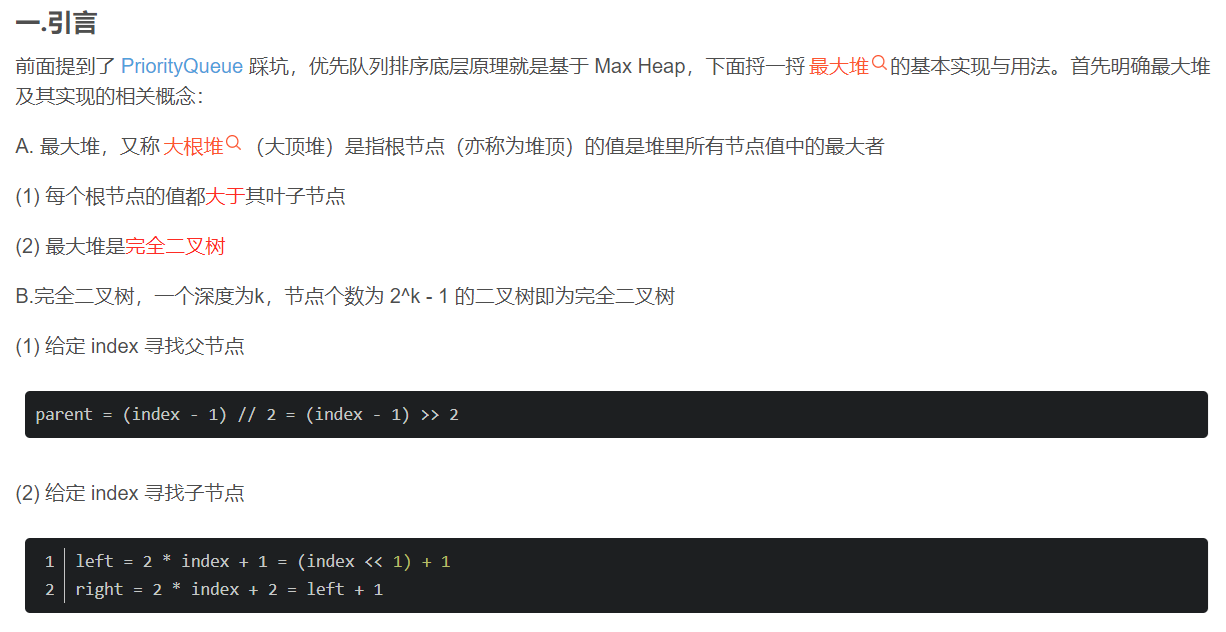 一.引言
前面提到了 PriorityQueue 踩坑，优先队列排序底层原理就是基于 Max Heap，下面捋一捋 最大堆 的基本实现与用法。首先明确最大堆
及其实现的相关概念：
A. 最大堆，又称 大根堆 （大顶堆）是指根节点（亦称为堆顶）的值是堆里所有节点值中的最大者
(1) 每个根节点的值都大于其叶子节点
(2) 最大堆是完全二叉树
B.完全二叉树，一个深度为k，节点个数为 2^k - 1 的二叉树即为完全二叉树
(1) 给定 index 寻找父节点
parent = (index - 1) // 2 = (index - 1) >> 2
(2) 给定 index 寻找子节点
1 left = 2 * index + 1 = (index << 1) + 1
2 right = 2 * index + 2 = left + 1